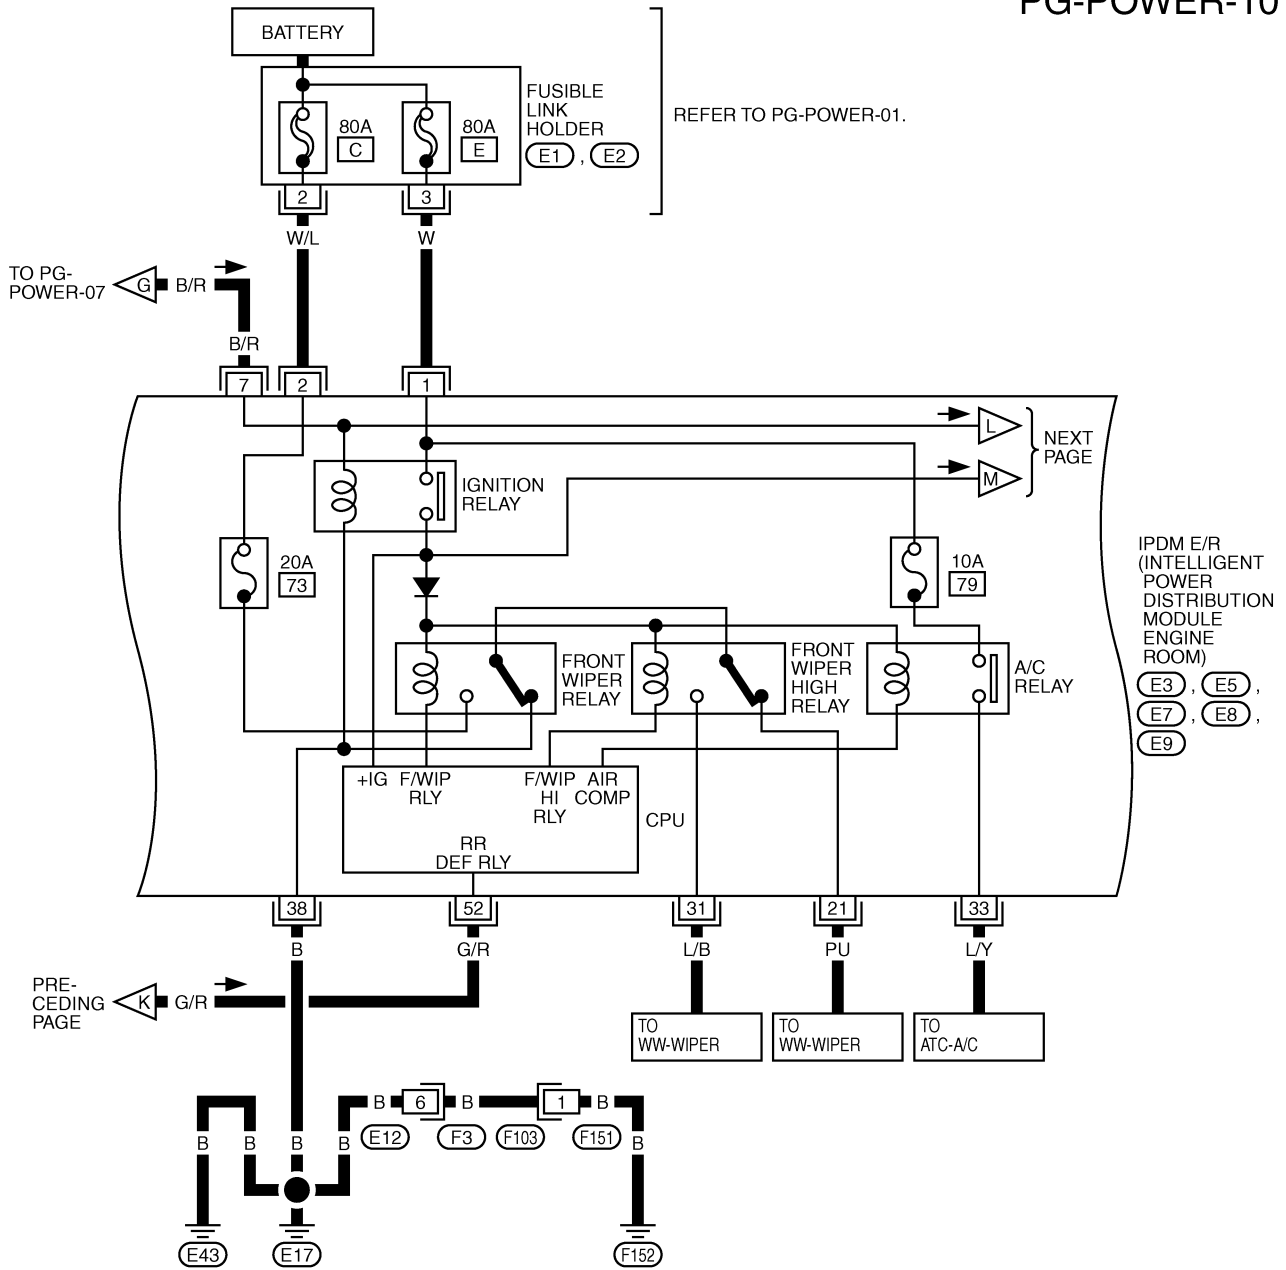 PG-POWER-10
BATTERY
FUSIBLE
LINK
HOLDER
E1 , E2
80A
C
80A
E
REFER TO PG-POWER-01.
2
3
W/L
W
TO PG-
POWER-07
G
B/R
B/R
7
2
1
L
M
NEXT
PAGE
IGNITION
RELAY
20A
73
10A
79
IPDM E/R
(INTELLIGENT
POWER
DISTRIBUTION
MODULE
ENGINE
ROOM)
E3 , E5 ,
E7 , E8 ,
E9
FRONT
WIPER
RELAY
FRONT
WIPER
HIGH
RELAY
A/C
RELAY
+IG
F/WIP
RLY
F/WIP
HI
RLY
AIR
COMP
CPU
RR
DEF RLY
38
52
31
21
33
B
G/R
L/B
PU
L/Y
PRE-
CEDING
PAGE
K
G/R
TO
WW-WIPER
TO
WW-WIPER
TO
ATC-A/C
B
6
B
1
B
E12
F3
F103
F151
B
B
B
B
B
E43
E17
F152